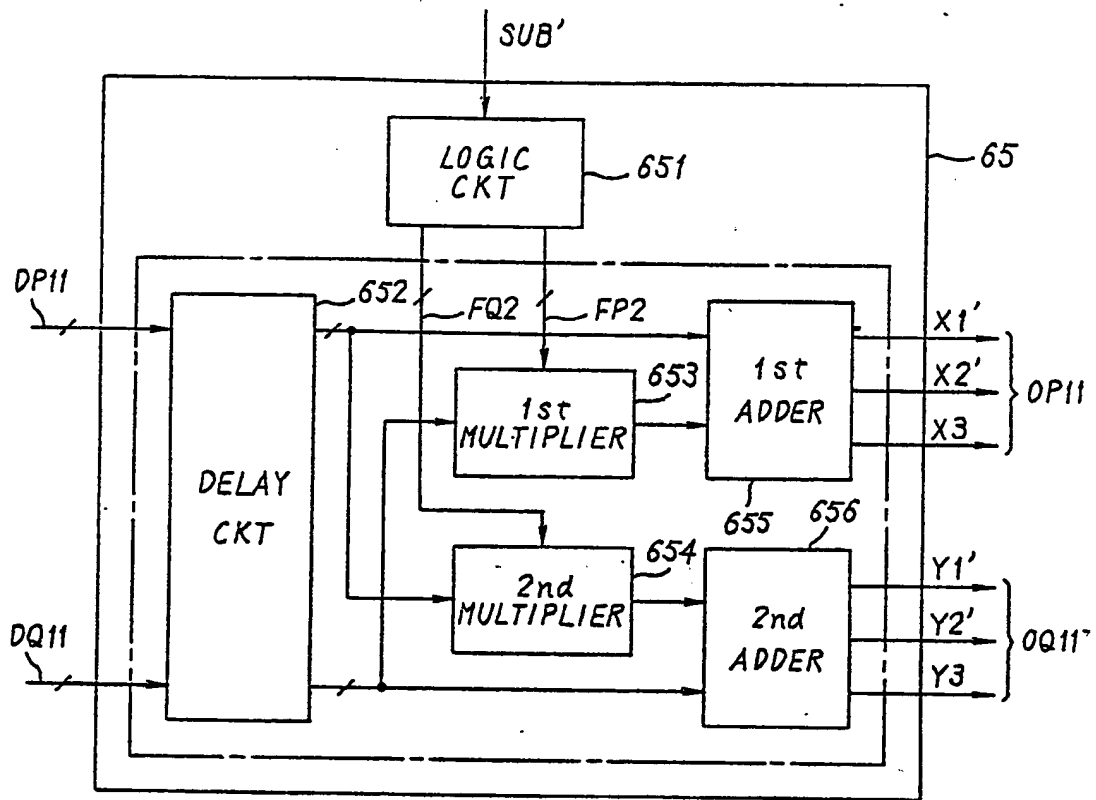 SUB'
LOGIC
CKT
651
65
DP11
652
FQ2
FP2
X1'
X2'
X3
OP11
1st
ADDER
655
653
1st
MULTIPLIER
DELAY
CKT
656
654
2nd
MULTIPLIER
2nd
ADDER
Y1'
Y2'
Y3
OQ11
DQ11